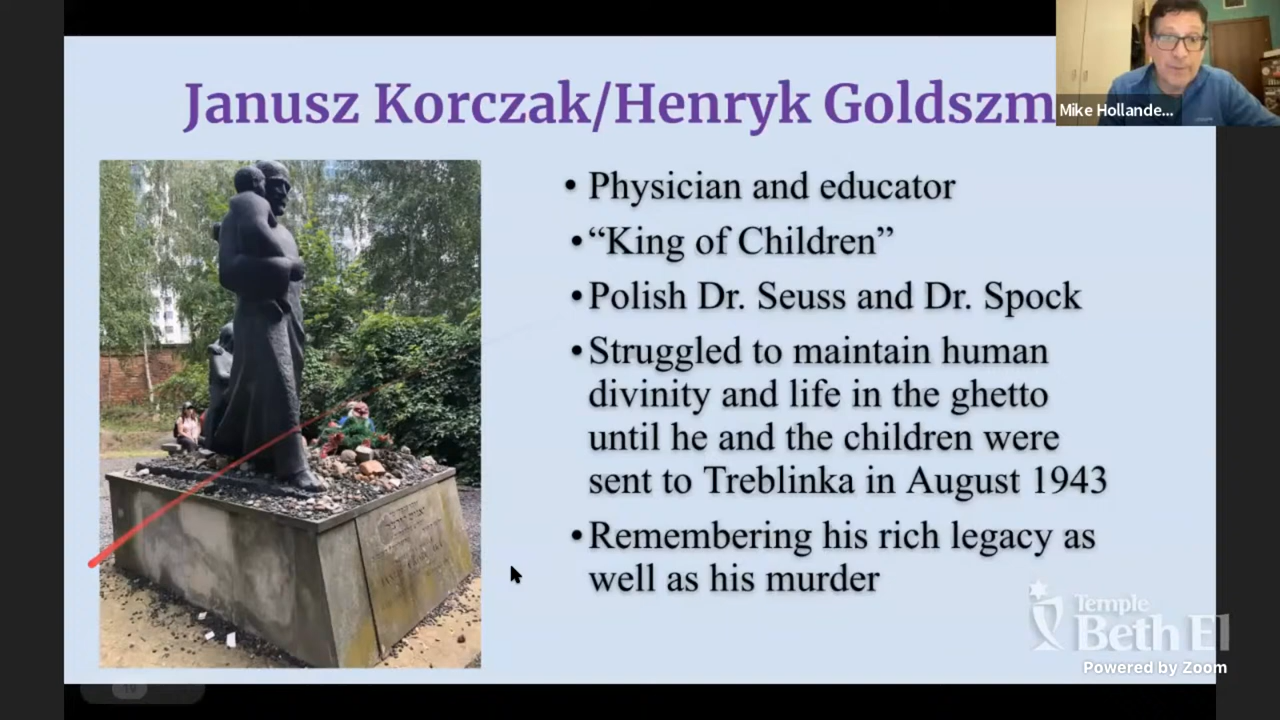 Janusz Korczak/Henryk Goldszm
Mike Hollande...
• Physician and educator
• “King of Children”
• Polish Dr. Seuss and Dr. Spock
• Struggled to maintain human
divinity and life in the ghetto
until he and the children were
sent to Treblinka in August 1943
• Remembering his rich legacy as
well as his murder
Temple
Beth El
Powered by Zoom
19